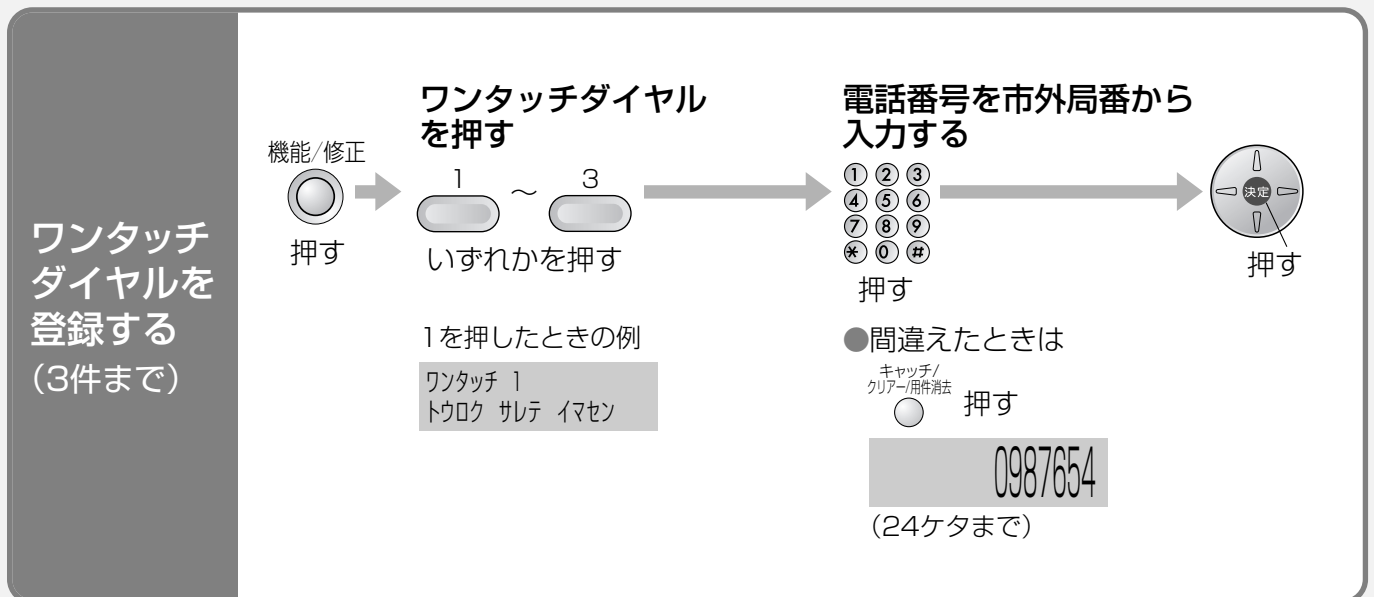 ワンタッチ
ダイヤルを
登録する
（3件まで）
機能/修正
押す
ワンタッチダイヤル
を押す
1 〜 3
いずれかを押す
1を押したときの例
ワンタッチ 1
トウロク サレテ イマセン
電話番号を市外局番から
入力する
1 2 3
4 5 6
7 8 9
* 0 #
押す
●間違えたときは
キャッチ/
クリアー/用件消去
押す
0987654
（24ケタまで）
決定
押す